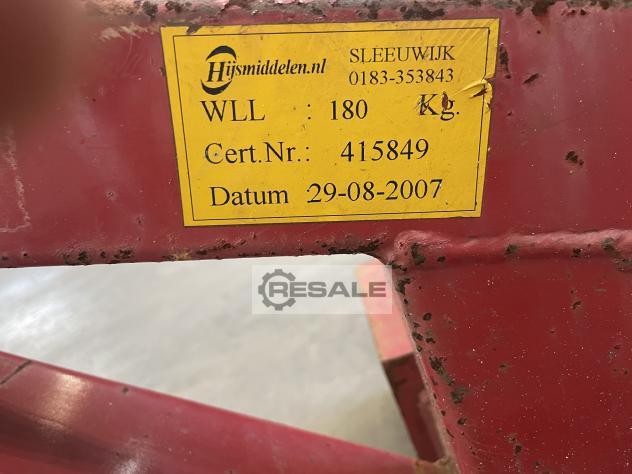 Hijsmiddelen.nl
SLEEUWIJK
0183-353843
WLL : 180 Kg.
Cert.Nr.: 415849
Datum 29-08-2007
RESALE